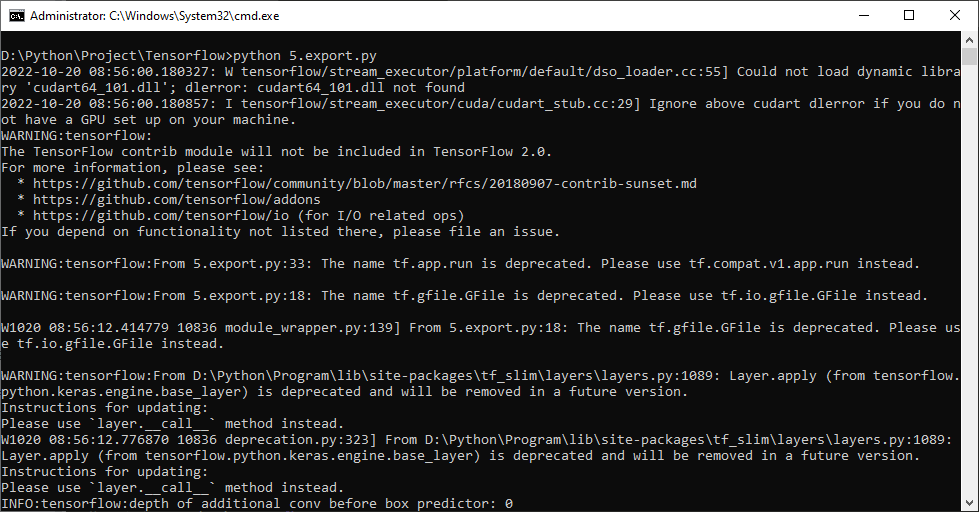 Administrator: C:\Windows\System32\cmd.exe
D:\Python\Project\Tensorflow>python 5.export.py
2022-10-20 08:56:00.180327: W tensorflow/stream_executor/platform/default/dso_loader.cc:55] Could not load dynamic libra
ry 'cudart64_101.dll'; dlerror: cudart64_101.dll not found
2022-10-20 08:56:00.180857: I tensorflow/stream_executor/cuda/cudart_stub.cc:29] Ignore above cudart dlerror if you do n
ot have a GPU set up on your machine.
WARNING:tensorflow:
The TensorFlow contrib module will not be included in TensorFlow 2.0.
For more information, please see:
  * https://github.com/tensorflow/community/blob/master/rfcs/20180907-contrib-sunset.md
  * https://github.com/tensorflow/addons
  * https://github.com/tensorflow/io (for I/O related ops)
If you depend on functionality not listed there, please file an issue.
WARNING:tensorflow:From 5.export.py:33: The name tf.app.run is deprecated. Please use tf.compat.v1.app.run instead.
WARNING:tensorflow:From 5.export.py:18: The name tf.gfile.GFile is deprecated. Please use tf.io.gfile.GFile instead.
W1020 08:56:12.414779 10836 module_wrapper.py:139] From 5.export.py:18: The name tf.gfile.GFile is deprecated. Please us
e tf.io.gfile.GFile instead.
WARNING:tensorflow:From D:\Python\Program\lib\site-packages\tf_slim\layers\layers.py:1089: Layer.apply (from tensorflow.
python.keras.engine.base_layer) is deprecated and will be removed in a future version.
Instructions for updating:
Please use `layer.__call__` method instead.
W1020 08:56:12.776870 10836 deprecation.py:323] From D:\Python\Program\lib\site-packages\tf_slim\layers\layers.py:1089: 
Layer.apply (from tensorflow.python.keras.engine.base_layer) is deprecated and will be removed in a future version.
Instructions for updating:
Please use `layer.__call__` method instead.
INFO:tensorflow:depth of additional conv before box predictor: 0